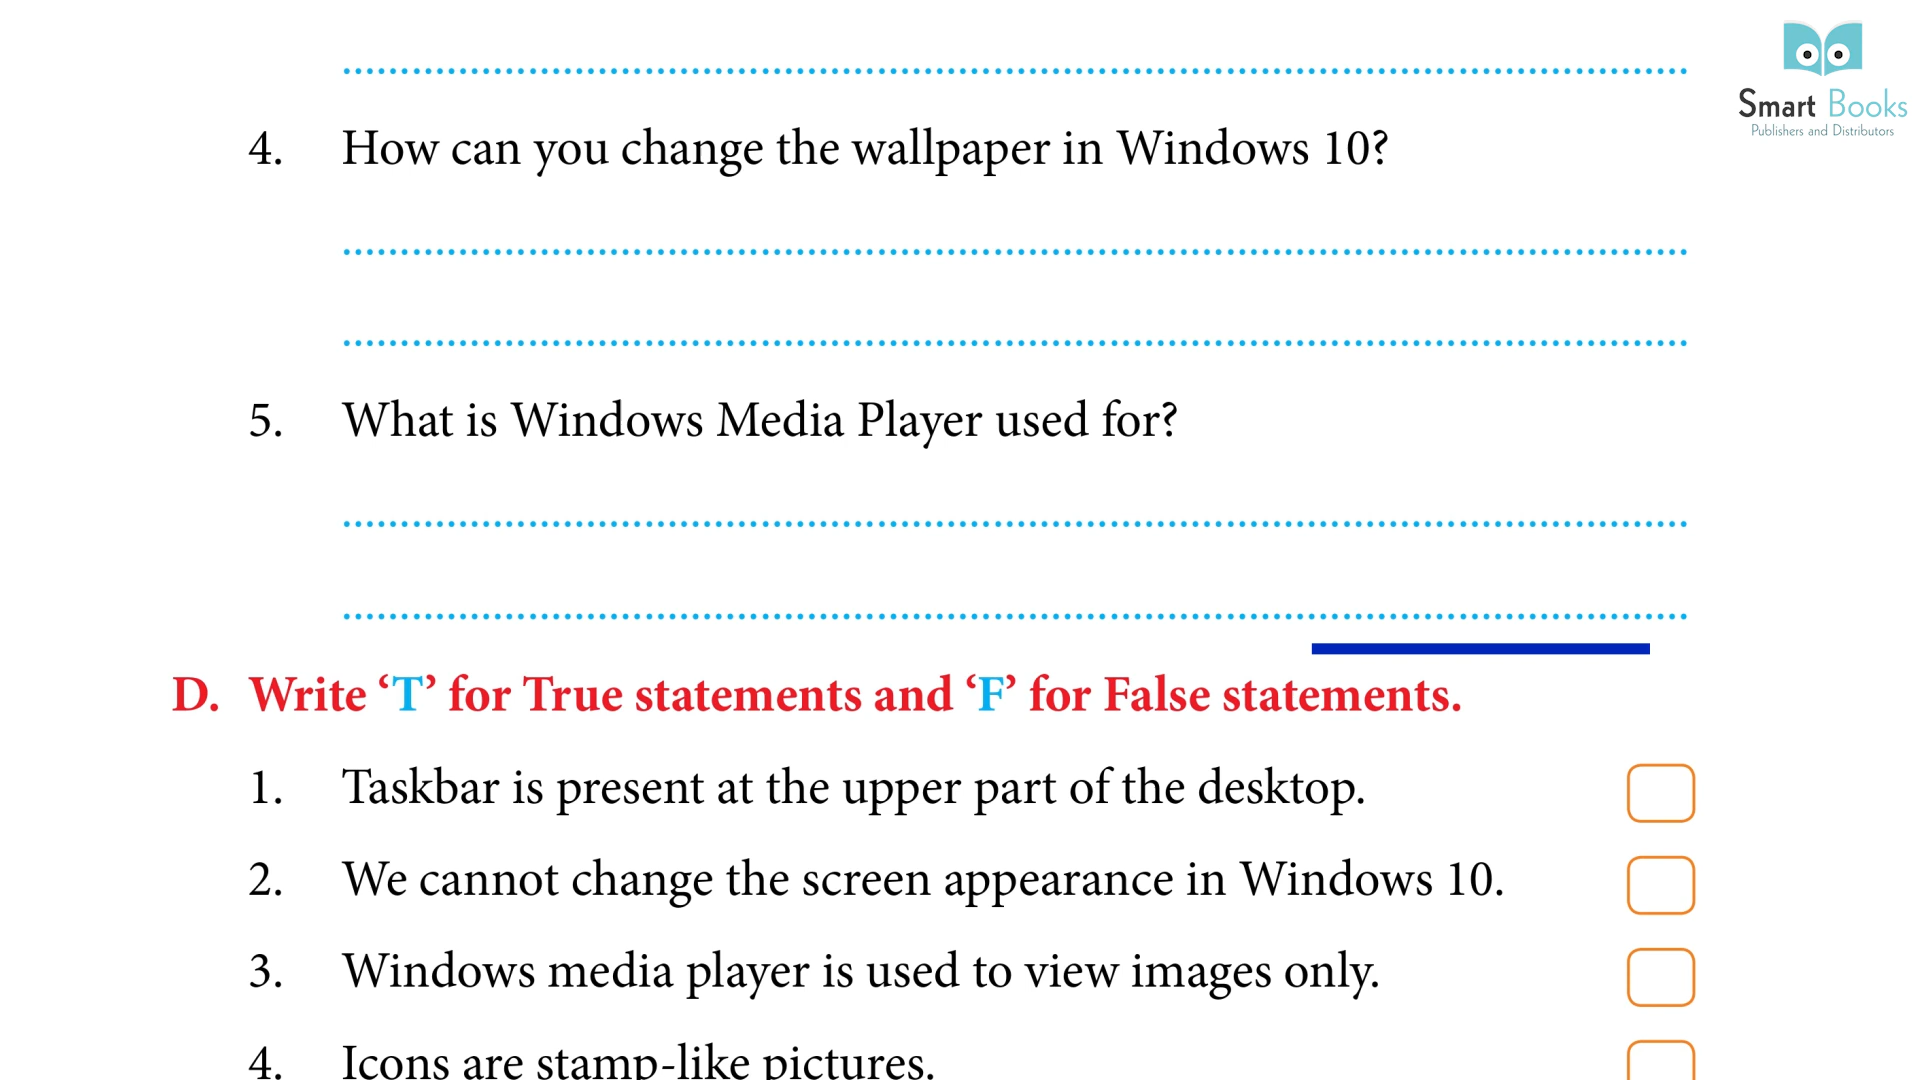 Smart Books
Publishers and Distributors
4. How can you change the wallpaper in Windows 10?
5. What is Windows Media Player used for?
D. Write ‘T’ for True statements and ‘F’ for False statements.
1. Taskbar is present at the upper part of the desktop.
2. We cannot change the screen appearance in Windows 10.
3. Windows media player is used to view images only.
4. Icons are stamp-like pictures.